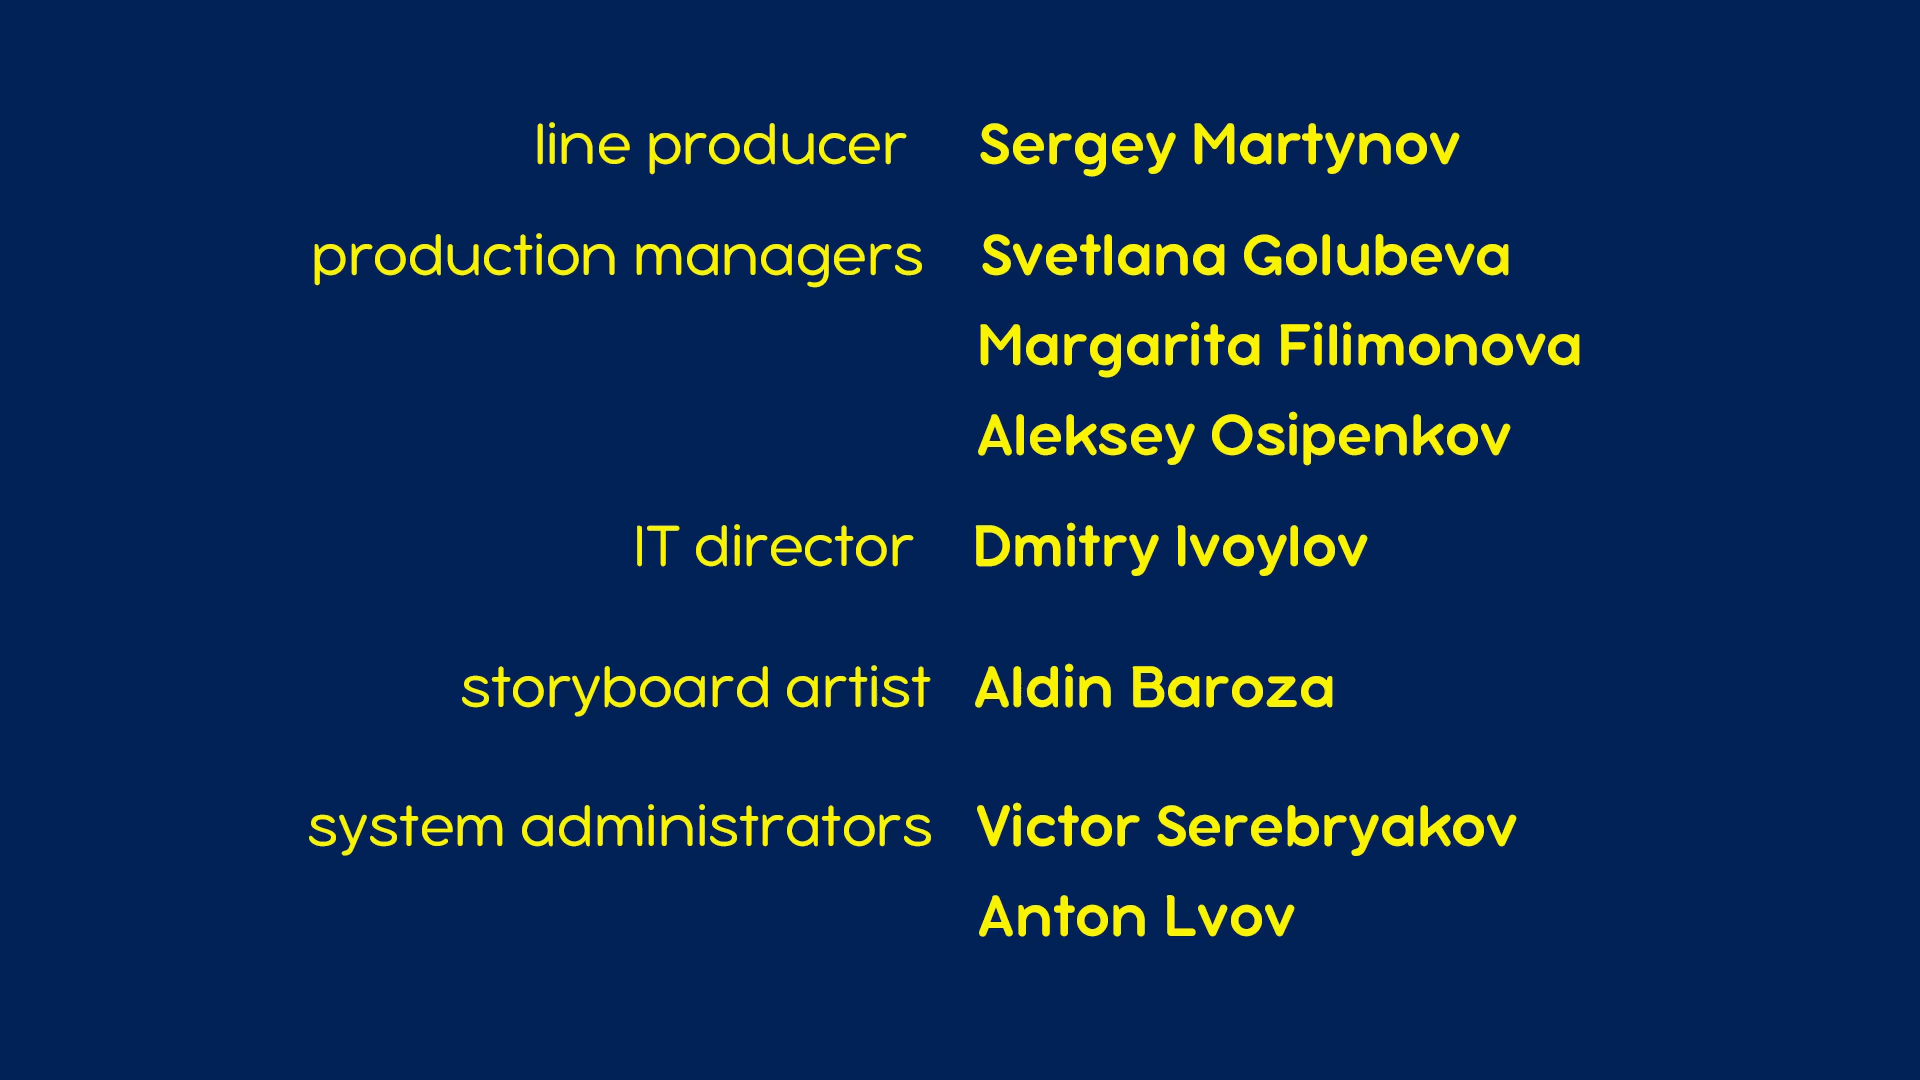 line producer Sergey Martynov
production managers Svetlana Golubeva
Margarita Filimonova
Aleksey Osipenkov
IT director Dmitry Ivoylov
storyboard artist Aldin Baroza
system administrators Victor Serebryakov
Anton Lvov